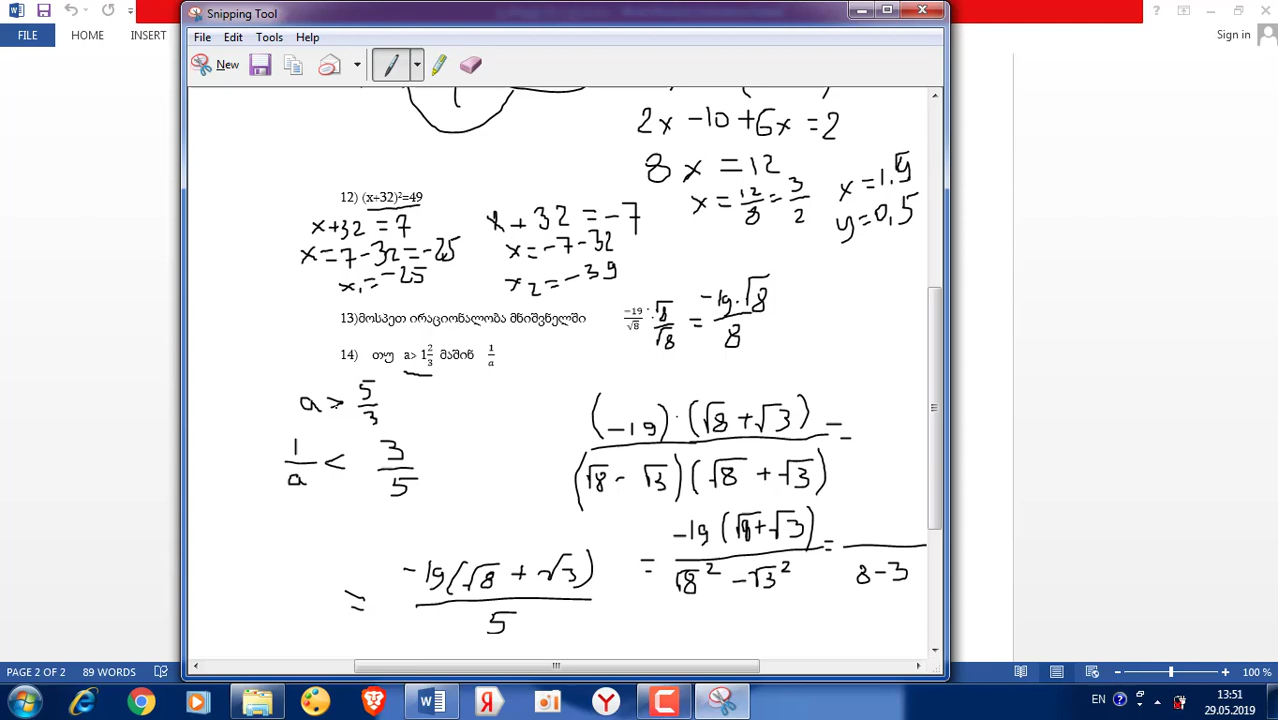 Snipping Tool
FILE HOME INSERT
Sign in
File Edit Tools Help
New
2x -10 +6x =2
8x =12
x = 12/8 = 3/2
x =1.5
y=0,5
12) (x+32)²=49
x+32 =7
x=7-32=-25
x₁=-25
x+32 =-7
x=-7-32
x₂=-39
13)მოსპეთ ირაციონალობა მნიშვნელში -19/√8 · √8/√8 = -19·√8/8
14) თუ a> 1 2/3 მაშინ 1/a
a > 5/3
1/a < 3/5
(-19)·(√8+√3)/(√8-√3)(√8+√3) =
= -19(√8+√3)/√8²-√3² = /8-3
= -19(√8+√3)/5
PAGE 2 OF 2 89 WORDS
100 %
EN
13:51
29.05.2019